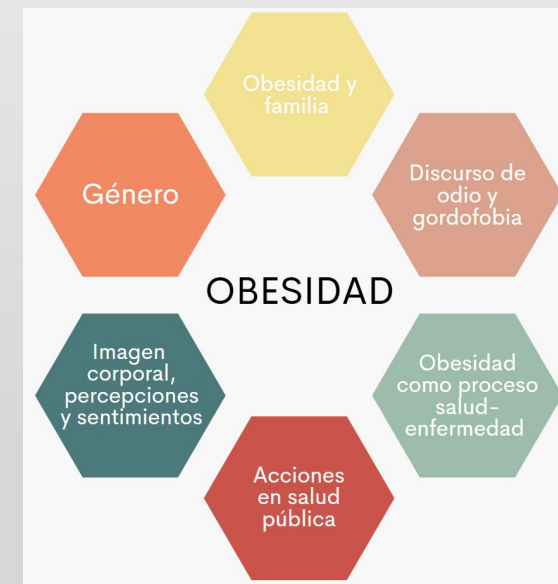 Obesidad y
familia
Género
Discurso de
odio y
gordofobia
OBESIDAD
Imagen
corporal,
percepciones
y sentimientos
Obesidad
como proceso
salud-
enfermedad
Acciones
en salud
pública